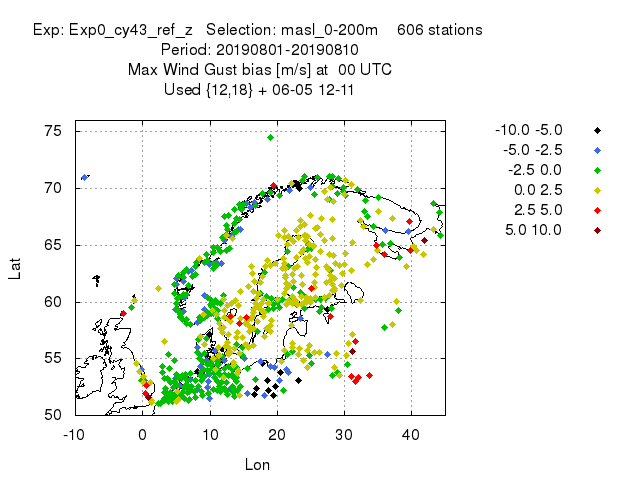 Exp: Exp0_cy43_ref_z   Selection: masl_0-200m    606 stations
Period: 20190801-20190810
Max Wind Gust bias [m/s] at  00 UTC
Used {12,18} + 06-05 12-11
-10.0 -5.0
-5.0 -2.5
-2.5 0.0
0.0 2.5
2.5 5.0
5.0 10.0
75
70
65
60
55
50
Lat
-10 0 10 20 30 40
Lon